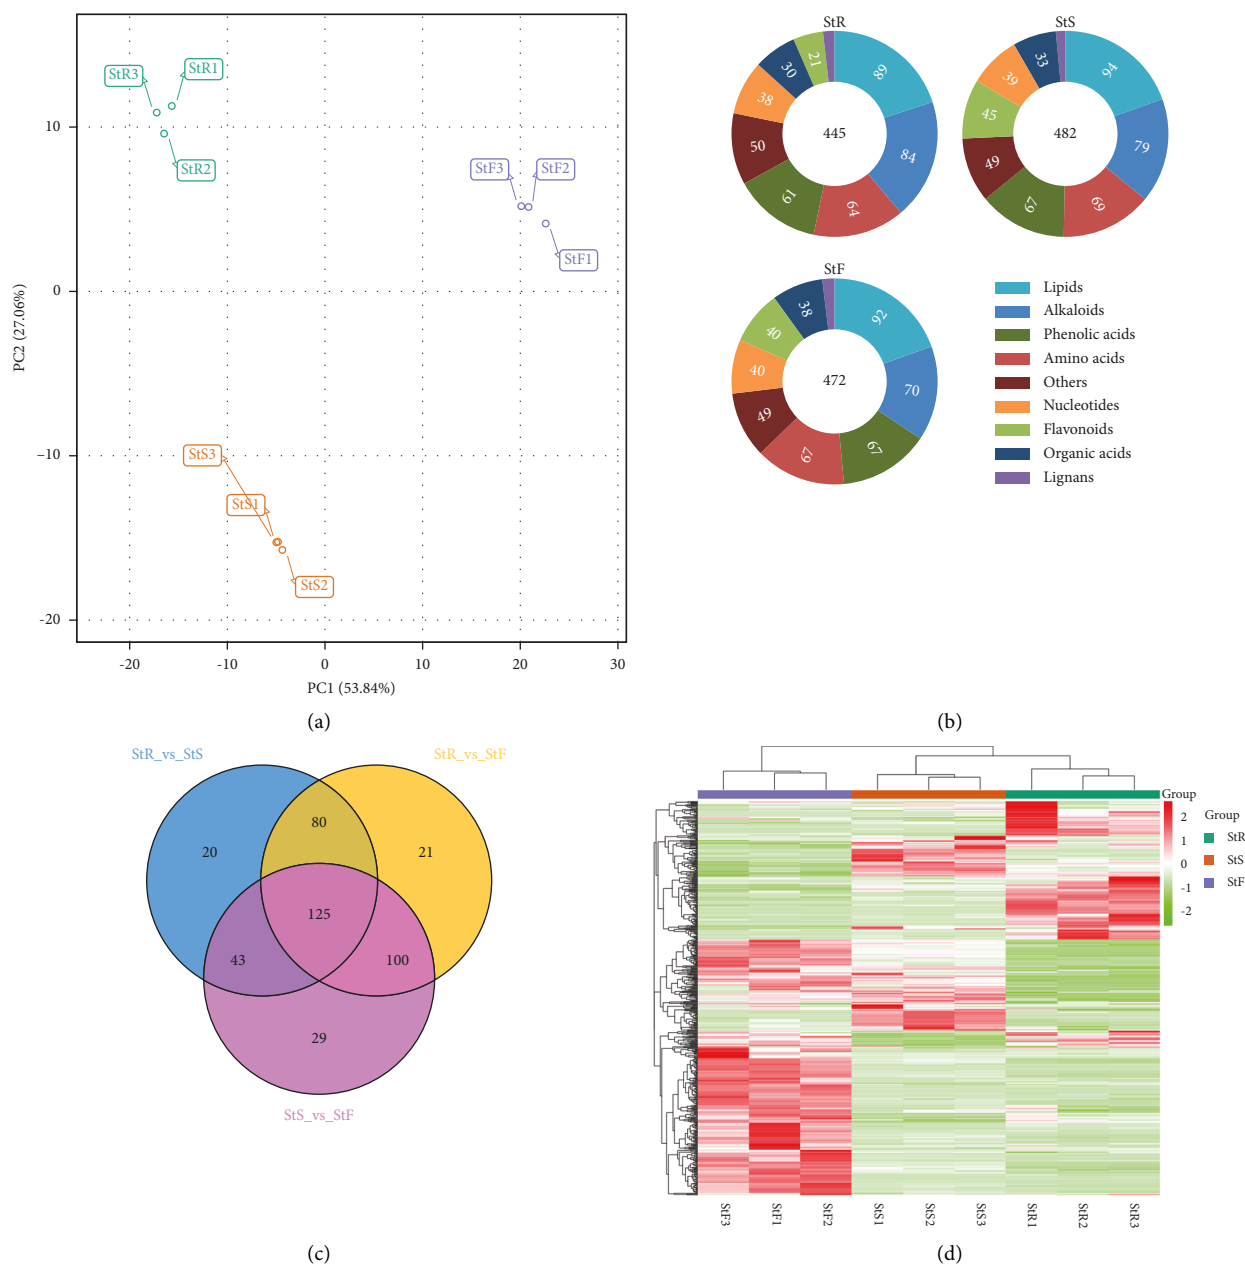 StR3
StR1
StR2
StF3
StF2
StF1
StS3
StS1
StS2
10
0
−10
-20
-20
-10
0
10
20
30
PC2 (27.06%)
PC1 (53.84%)
(a)
StR
89
84
64
61
50
38
30
21
445
StS
94
79
69
67
49
45
39
33
482
StF
92
70
67
67
49
40
40
38
472
Lipids
Alkaloids
Phenolic acids
Amino acids
Others
Nucleotides
Flavonoids
Organic acids
Lignans
(b)
StR_vs_StS
StR_vs_StF
20
80
21
125
43
100
29
StS_vs_StF
(c)
Group
2
1
0
-1
-2
Group
StR
StS
StF
StF3
StF1
StF2
StS1
StS2
StS3
StR1
StR2
StR3
(d)